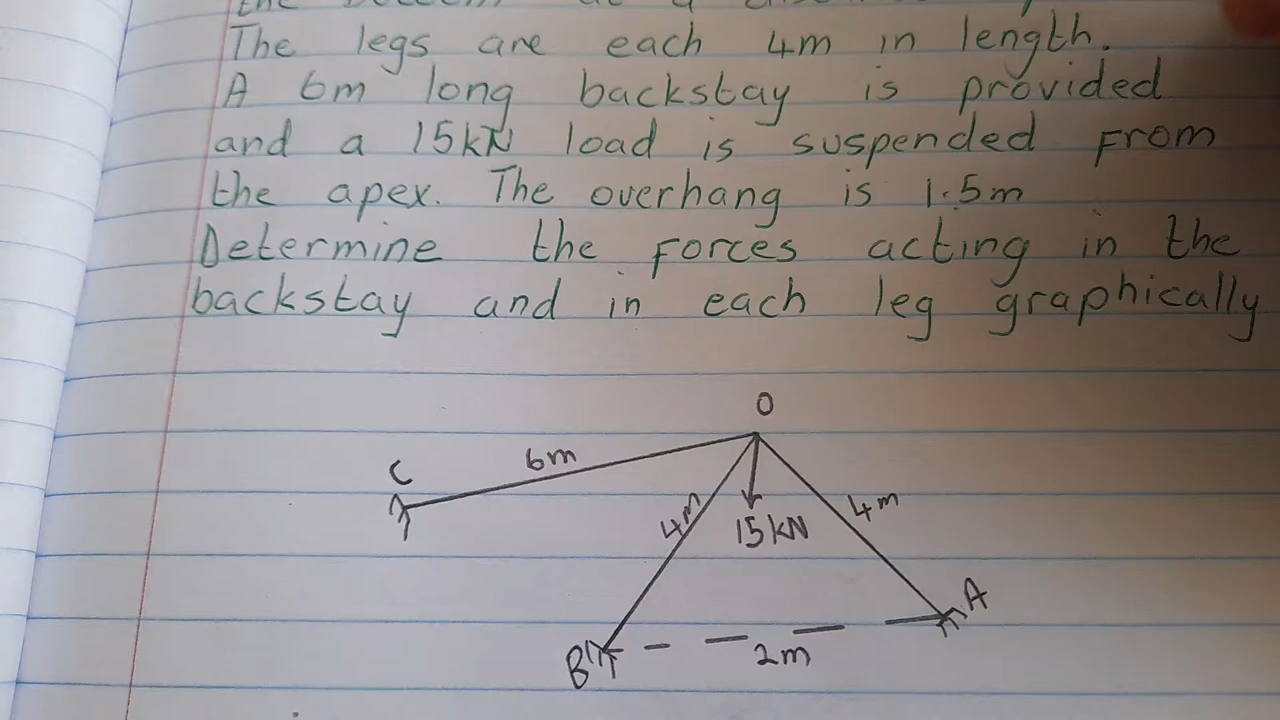 the
The legs are each 4m in length.
A 6m long backstay is provided
and a 15kN load is suspended From
the apex. The overhang is 1.5m
Determine the Forces acting in the
backstay and in each leg graphically
O
C
6m
4m
15kN
4m
A
B
2m